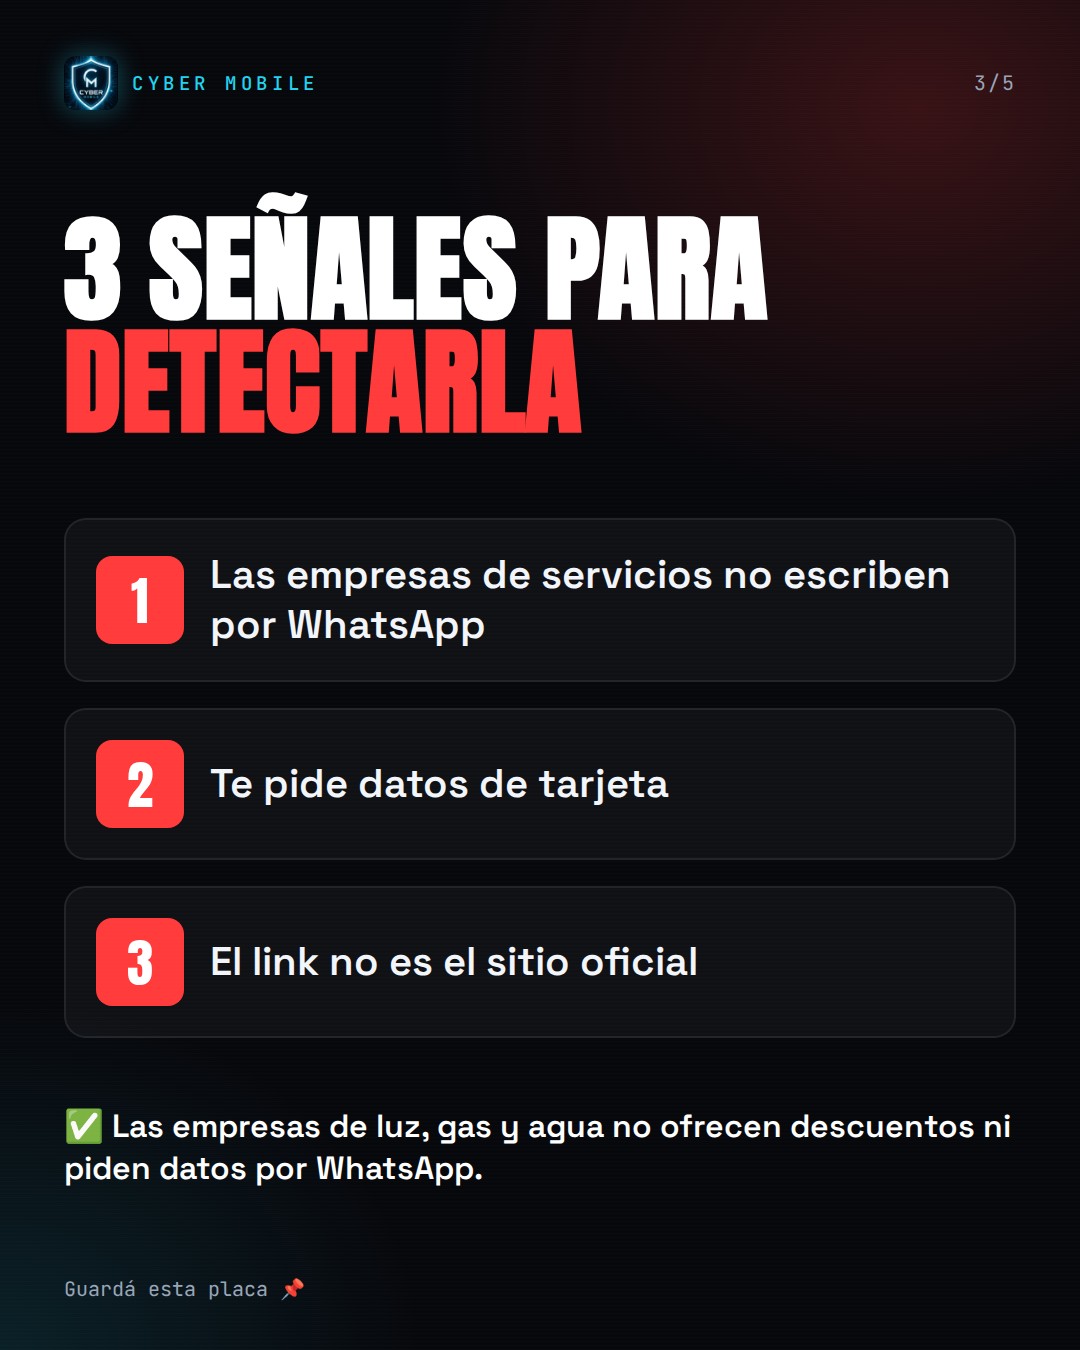 CM
CYBER
CYBER MOBILE
3/5
3 SEÑALES PARA
DETECTARLA
1
Las empresas de servicios no escriben
por WhatsApp
2
Te pide datos de tarjeta
3
El link no es el sitio oficial
✅ Las empresas de luz, gas y agua no ofrecen descuentos ni
piden datos por WhatsApp.
Guardá esta placa 📌